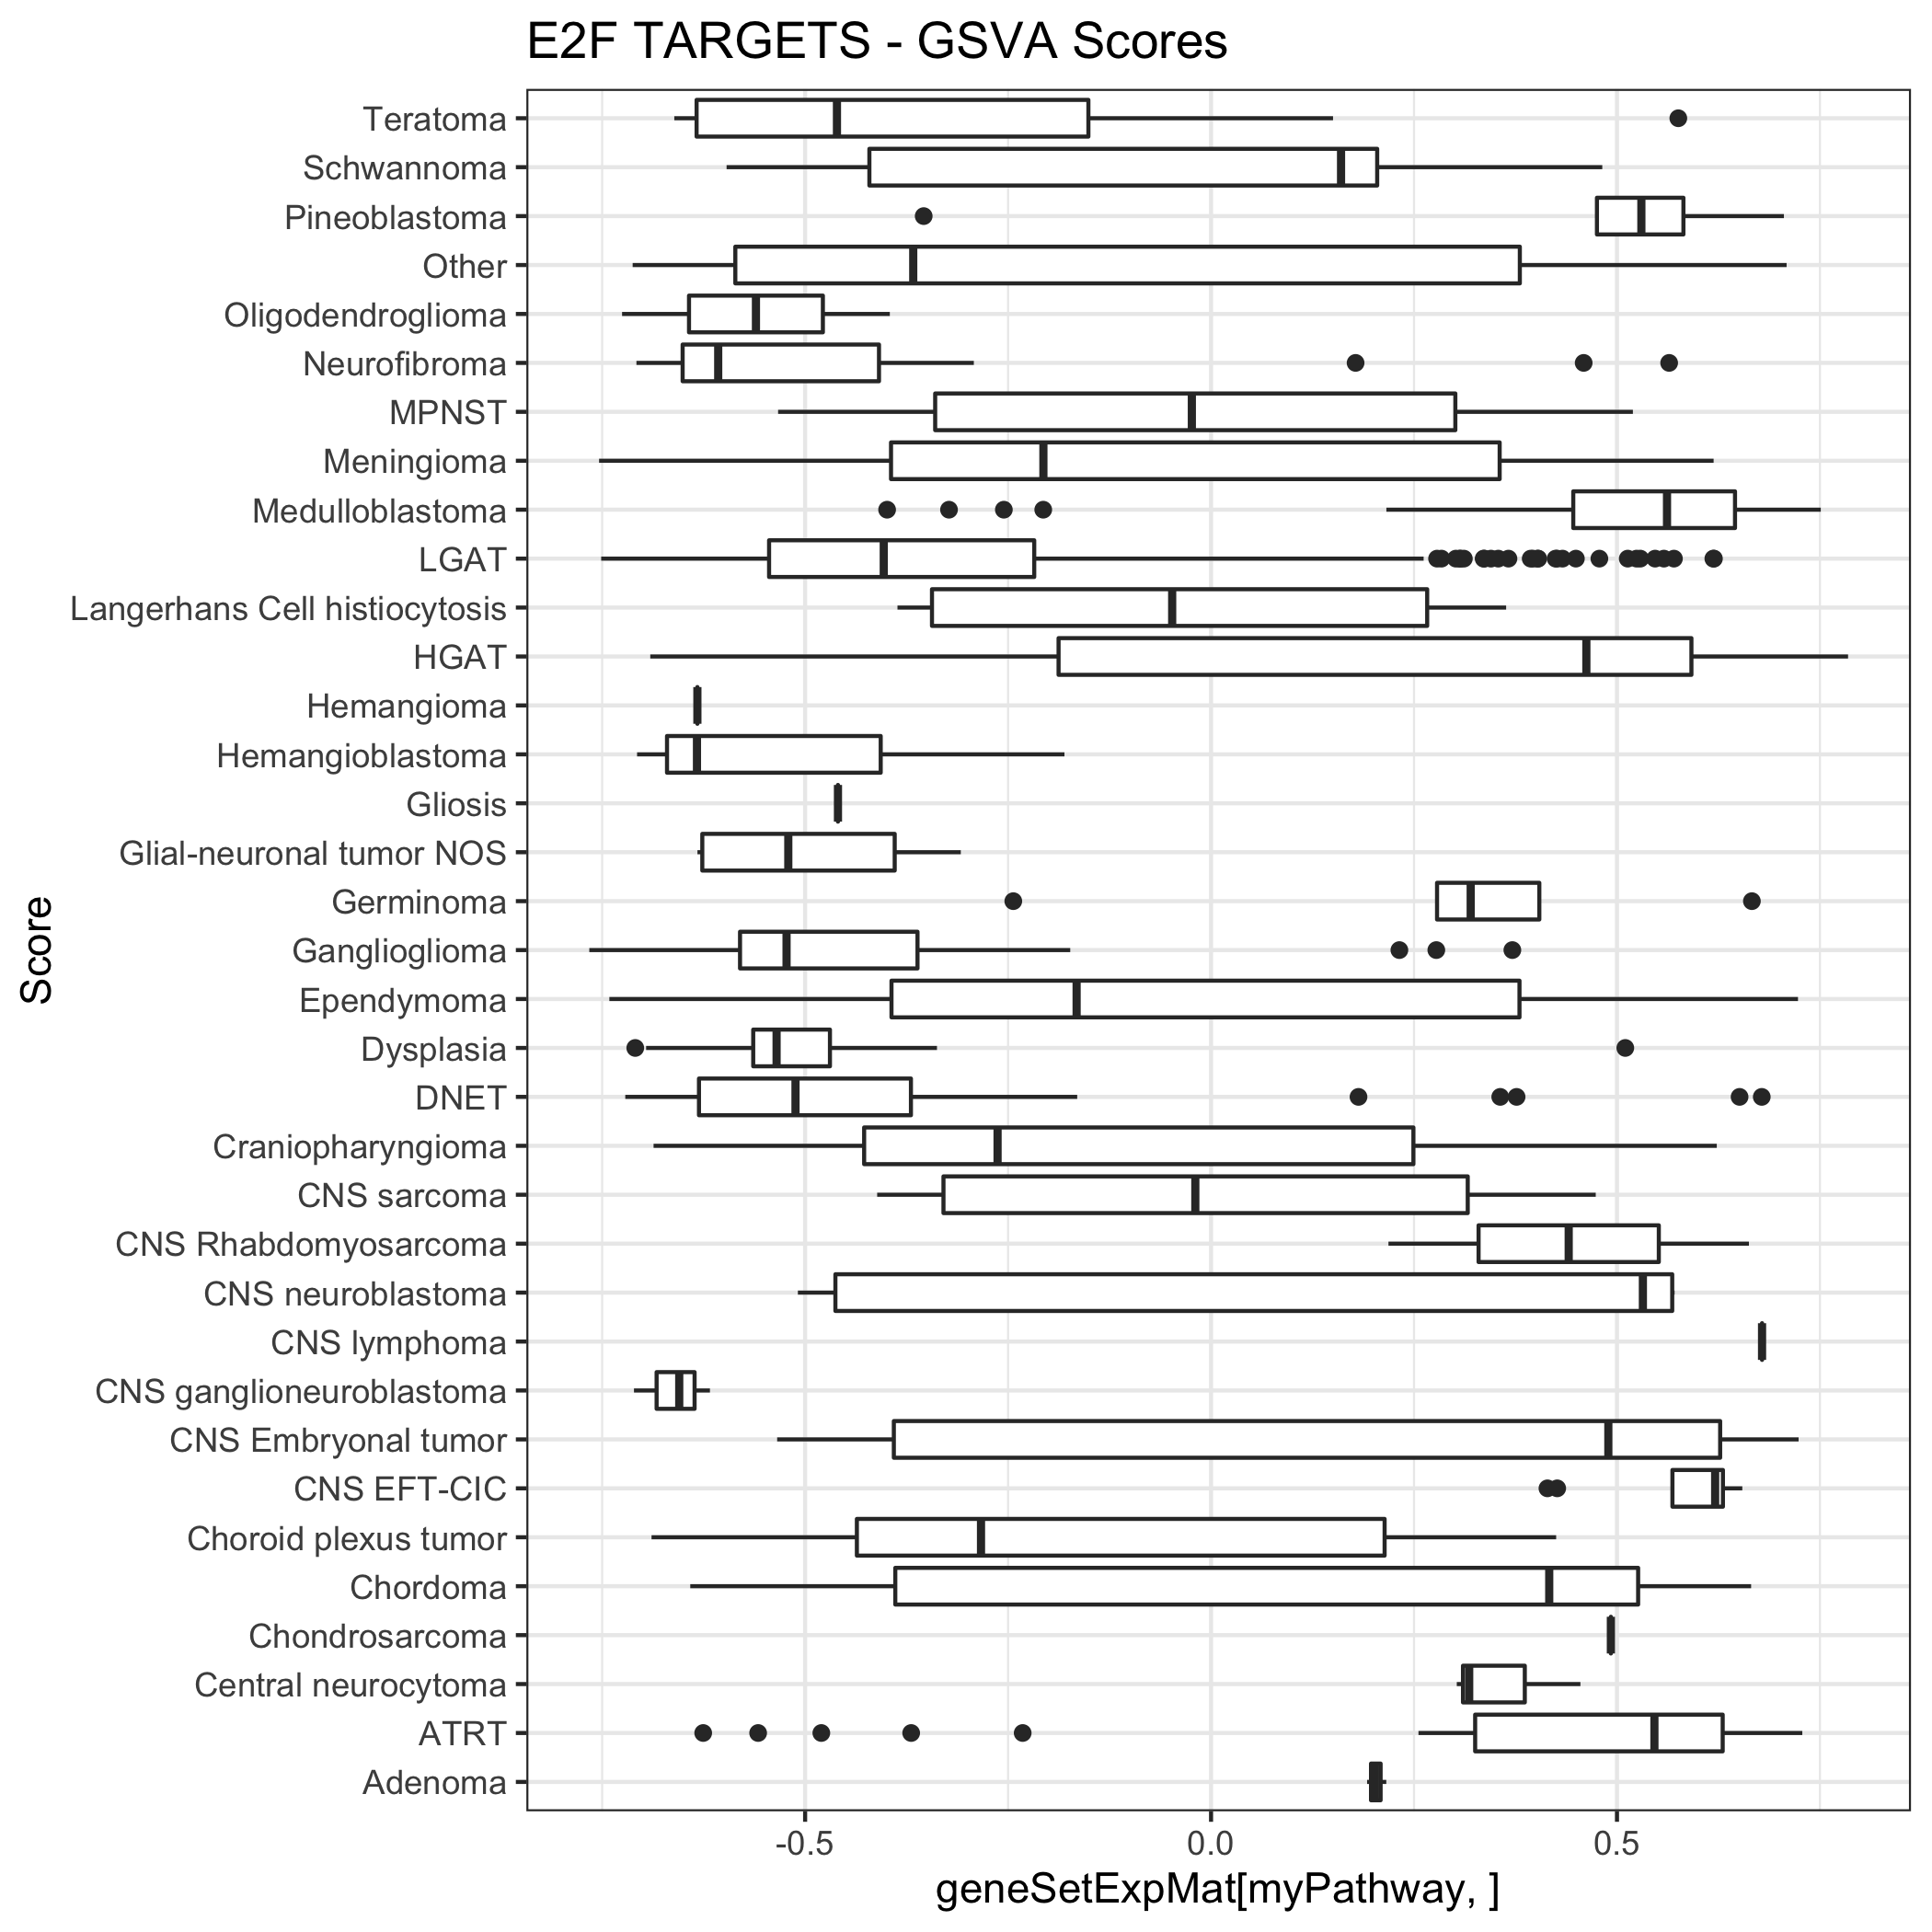 E2F TARGETS - GSVA Scores
Teratoma
Schwannoma
Pineoblastoma
Other
Oligodendroglioma
Neurofibroma
MPNST
Meningioma
Medulloblastoma
LGAT
Langerhans Cell histiocytosis
HGAT
Hemangioma
Hemangioblastoma
Gliosis
Glial-neuronal tumor NOS
Germinoma
Ganglioglioma
Ependymoma
Dysplasia
DNET
Craniopharyngioma
CNS sarcoma
CNS Rhabdomyosarcoma
CNS neuroblastoma
CNS lymphoma
CNS ganglioneuroblastoma
CNS Embryonal tumor
CNS EFT-CIC
Choroid plexus tumor
Chordoma
Chondrosarcoma
Central neurocytoma
ATRT
Adenoma
Score
-0.5 0.0 0.5
geneSetExpMat[myPathway, ]